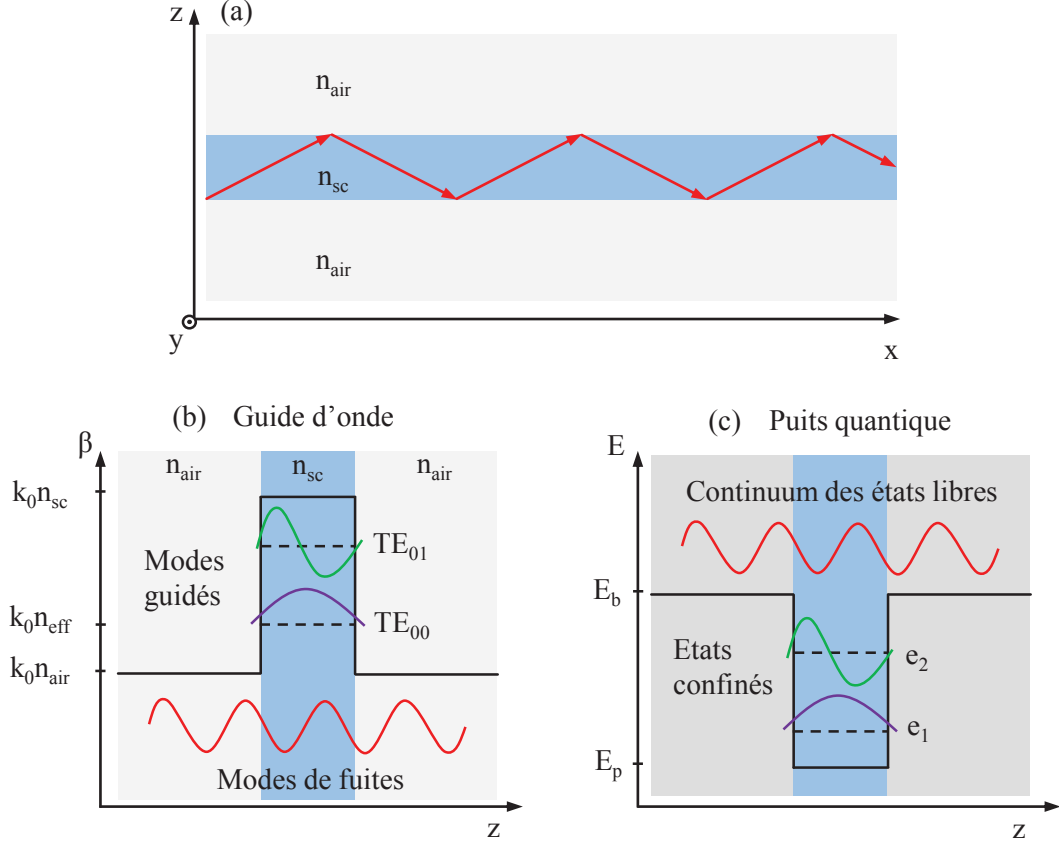 z
(a)
n_air
n_sc
n_air
y
x
(b) Guide d'onde
β
n_air n_sc n_air
k_0n_sc
Modes
guidés
TE_01
k_0n_eff
TE_00
k_0n_air
Modes de fuites
z
(c) Puits quantique
E
Continuum des états libres
E_b
Etats
confinés
e_2
e_1
E_p
z